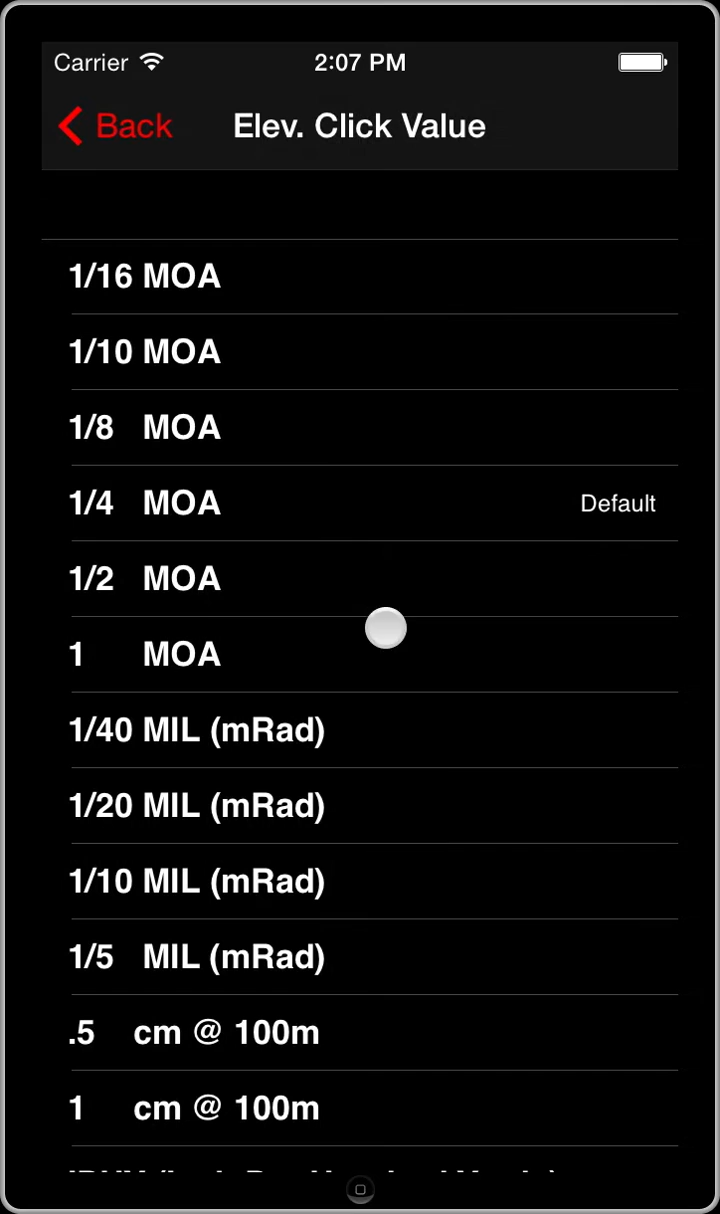 Carrier 2:07 PM
Back Elev. Click Value
1/16 MOA
1/10 MOA
1/8 MOA
1/4 MOA Default
1/2 MOA
1 MOA
1/40 MIL (mRad)
1/20 MIL (mRad)
1/10 MIL (mRad)
1/5 MIL (mRad)
.5 cm @ 100m
1 cm @ 100m